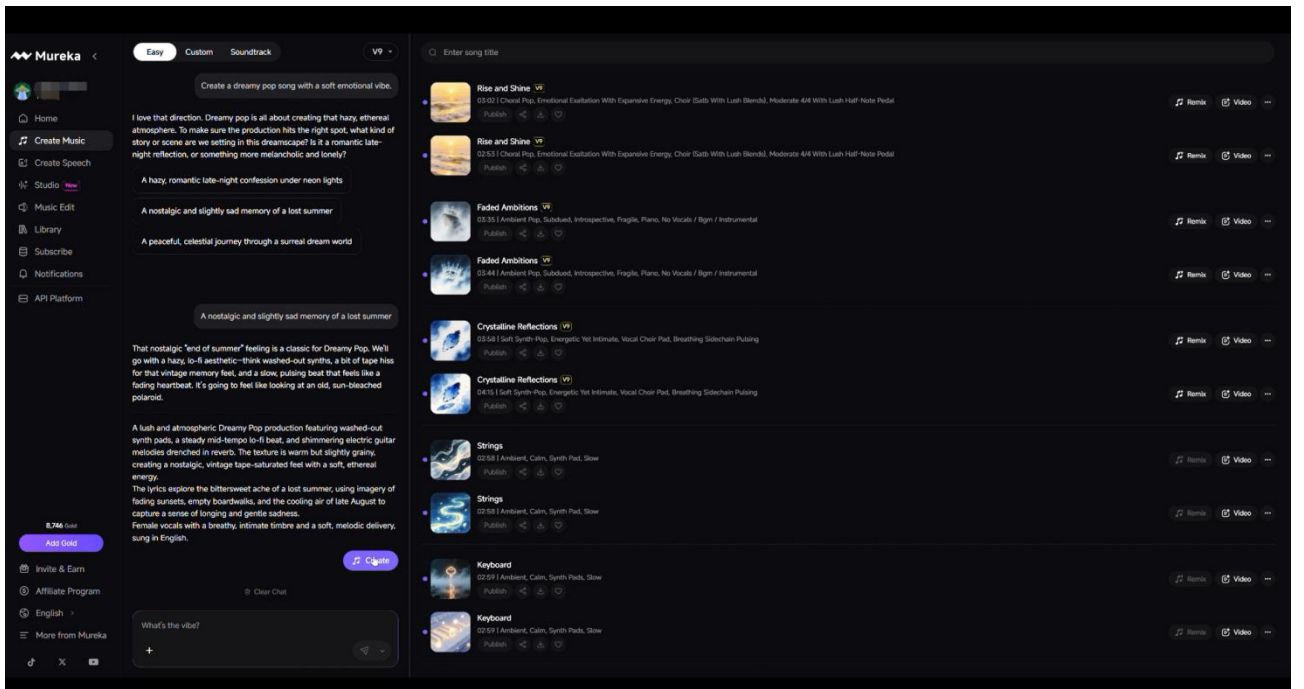 Mureka
Home
Create Music
Create Speech
Studio New
Music Edit
Library
Subscribe
Notifications
API Platform
8,746 Gold
Add Gold
Invite & Earn
Affiliate Program
English
More from Mureka
Easy Custom Soundtrack V9
Create a dreamy pop song with a soft emotional vibe.
I love that direction. Dreamy pop is all about creating that hazy, ethereal
atmosphere. To make sure the production hits the right spot, what kind of
story or scene are we setting in this dreamscape? Is it a romantic late-
night reflection, or something more melancholic and lonely?
A hazy, romantic late-night confession under neon lights
A nostalgic and slightly sad memory of a lost summer
A peaceful, celestial journey through a surreal dream world
A nostalgic and slightly sad memory of a lost summer
That nostalgic "end of summer" feeling is a classic for Dreamy Pop. We'll
go with a hazy, lo-fi aesthetic—think washed-out synths, a bit of tape hiss
for that vintage memory feel, and a slow, pulsing beat that feels like a
fading heartbeat. It's going to feel like looking at an old, sun-bleached
polaroid.
A lush and atmospheric Dreamy Pop production featuring washed-out
synth pads, a steady mid-tempo lo-fi beat, and shimmering electric guitar
melodies drenched in reverb. The texture is warm but slightly grainy,
creating a nostalgic, vintage tape-saturated feel with a soft, ethereal
energy.
The lyrics explore the bittersweet ache of a lost summer, using imagery of
fading sunsets, empty boardwalks, and the cooling air of late August to
capture a sense of longing and gentle sadness.
Female vocals with a breathy, intimate timbre and a soft, melodic delivery,
sung in English.
Create
Clear Chat
What's the vibe?
Enter song title
Rise and Shine V9
03:02 | Choral Pop, Emotional Exaltation With Expansive Energy, Choir (Satb With Lush Blends), Moderate 4/4 With Lush Half-Note Pedal
Publish
Remix Video
Rise and Shine V9
02:53 | Choral Pop, Emotional Exaltation With Expansive Energy, Choir (Satb With Lush Blends), Moderate 4/4 With Lush Half-Note Pedal
Publish
Remix Video
Faded Ambitions V9
03:35 | Ambient Pop, Subdued, Introspective, Fragile, Piano, No Vocals / Bgm / Instrumental
Publish
Remix Video
Faded Ambitions V9
03:44 | Ambient Pop, Subdued, Introspective, Fragile, Piano, No Vocals / Bgm / Instrumental
Publish
Remix Video
Crystalline Reflections V9
03:58 | Soft Synth-Pop, Energetic Yet Intimate, Vocal Choir Pad, Breathing Sidechain Pulsing
Publish
Remix Video
Crystalline Reflections V9
04:15 | Soft Synth-Pop, Energetic Yet Intimate, Vocal Choir Pad, Breathing Sidechain Pulsing
Publish
Remix Video
Strings
02:58 | Ambient, Calm, Synth Pad, Slow
Publish
Remix Video
Strings
02:58 | Ambient, Calm, Synth Pad, Slow
Publish
Remix Video
Keyboard
02:59 | Ambient, Calm, Synth Pads, Slow
Publish
Remix Video
Keyboard
02:59 | Ambient, Calm, Synth Pads, Slow
Publish
Remix Video